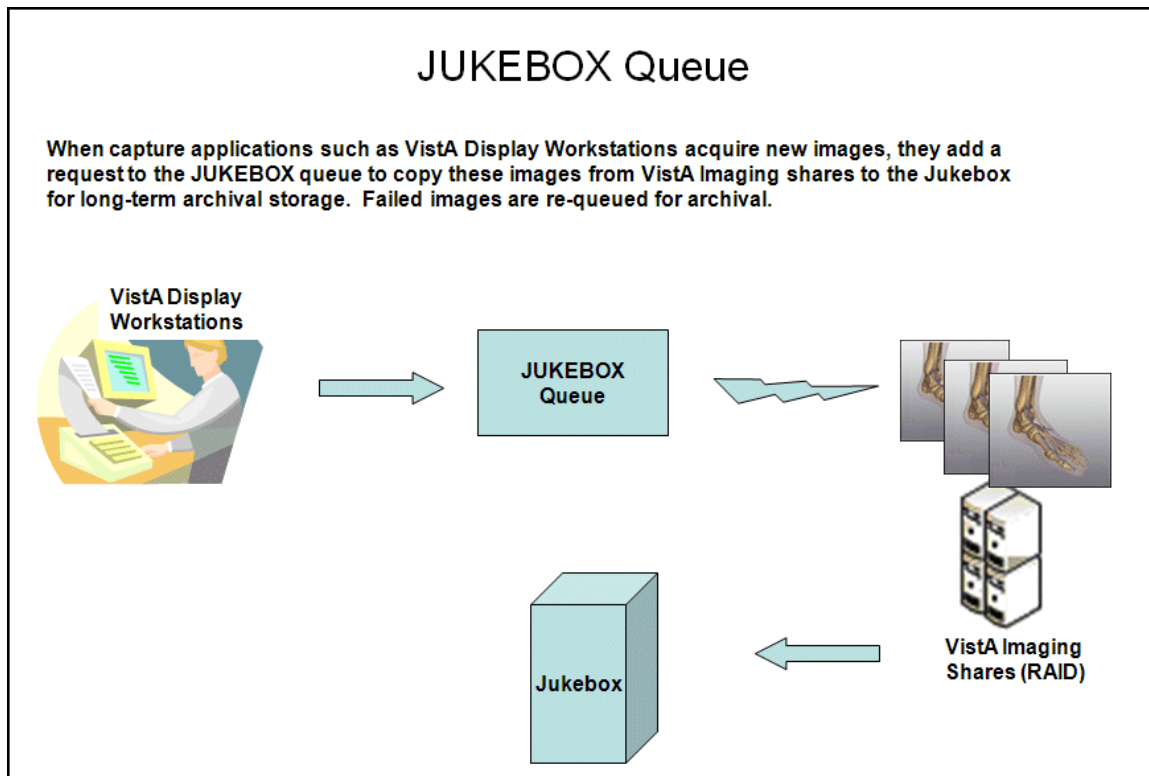 JUKEBOX Queue
When capture applications such as VistA Display Workstations acquire new images, they add a
request to the JUKEBOX queue to copy these images from VistA Imaging shares to the Jukebox
for long-term archival storage.  Failed images are re-queued for archival.
VistA Display
Workstations
JUKEBOX
Queue
VistA Imaging
Shares (RAID)
Jukebox